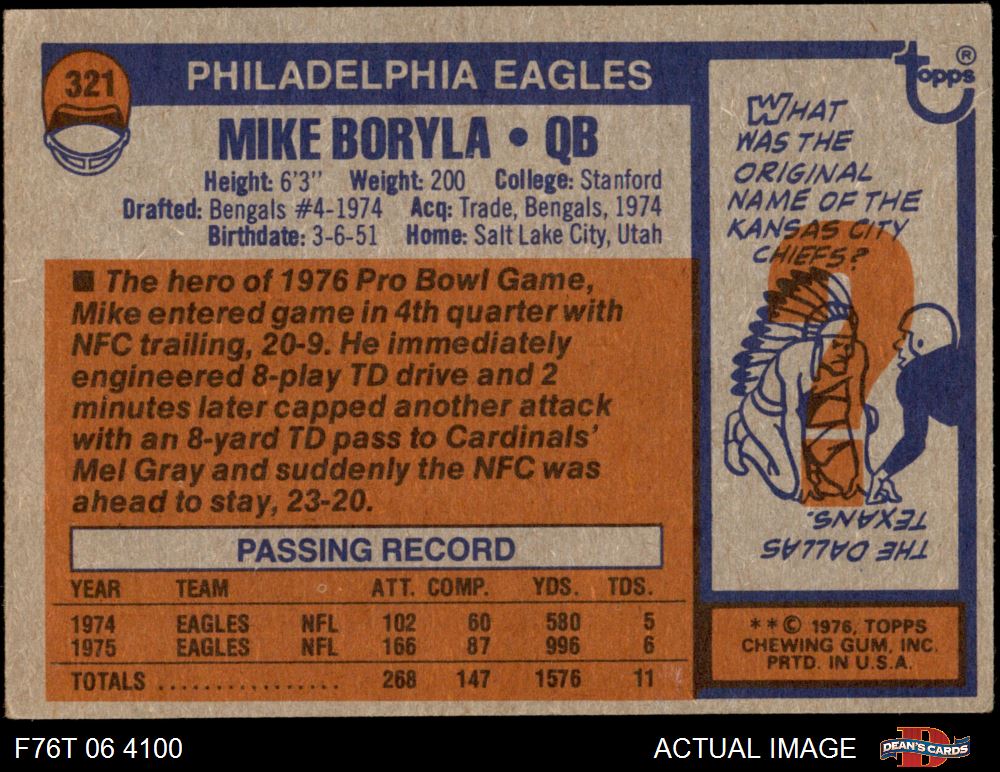 321
PHILADELPHIA EAGLES
MIKE BORYLA • QB
Height: 6'3" Weight: 200 College: Stanford
Drafted: Bengals #4-1974 Acq: Trade, Bengals, 1974
Birthdate: 3-6-51 Home: Salt Lake City, Utah
■ The hero of 1976 Pro Bowl Game,
Mike entered game in 4th quarter with
NFC trailing, 20-9. He immediately
engineered 8-play TD drive and 2
minutes later capped another attack
with an 8-yard TD pass to Cardinals'
Mel Gray and suddenly the NFC was
ahead to stay, 23-20.
PASSING RECORD
YEAR TEAM ATT. COMP. YDS. TDS.
1974 EAGLES NFL 102 60 580 5
1975 EAGLES NFL 166 87 996 6
TOTALS ................. 268 147 1576 11
Topps ®
WHAT
WAS THE
ORIGINAL
NAME OF THE
KANSAS CITY
CHIEFS?
?
THE DALLAS
TEXANS.
**© 1976, TOPPS
CHEWING GUM, INC.
PRTD. IN U.S.A.
F76T 06 4100
ACTUAL IMAGE
D
DEAN'S CARDS